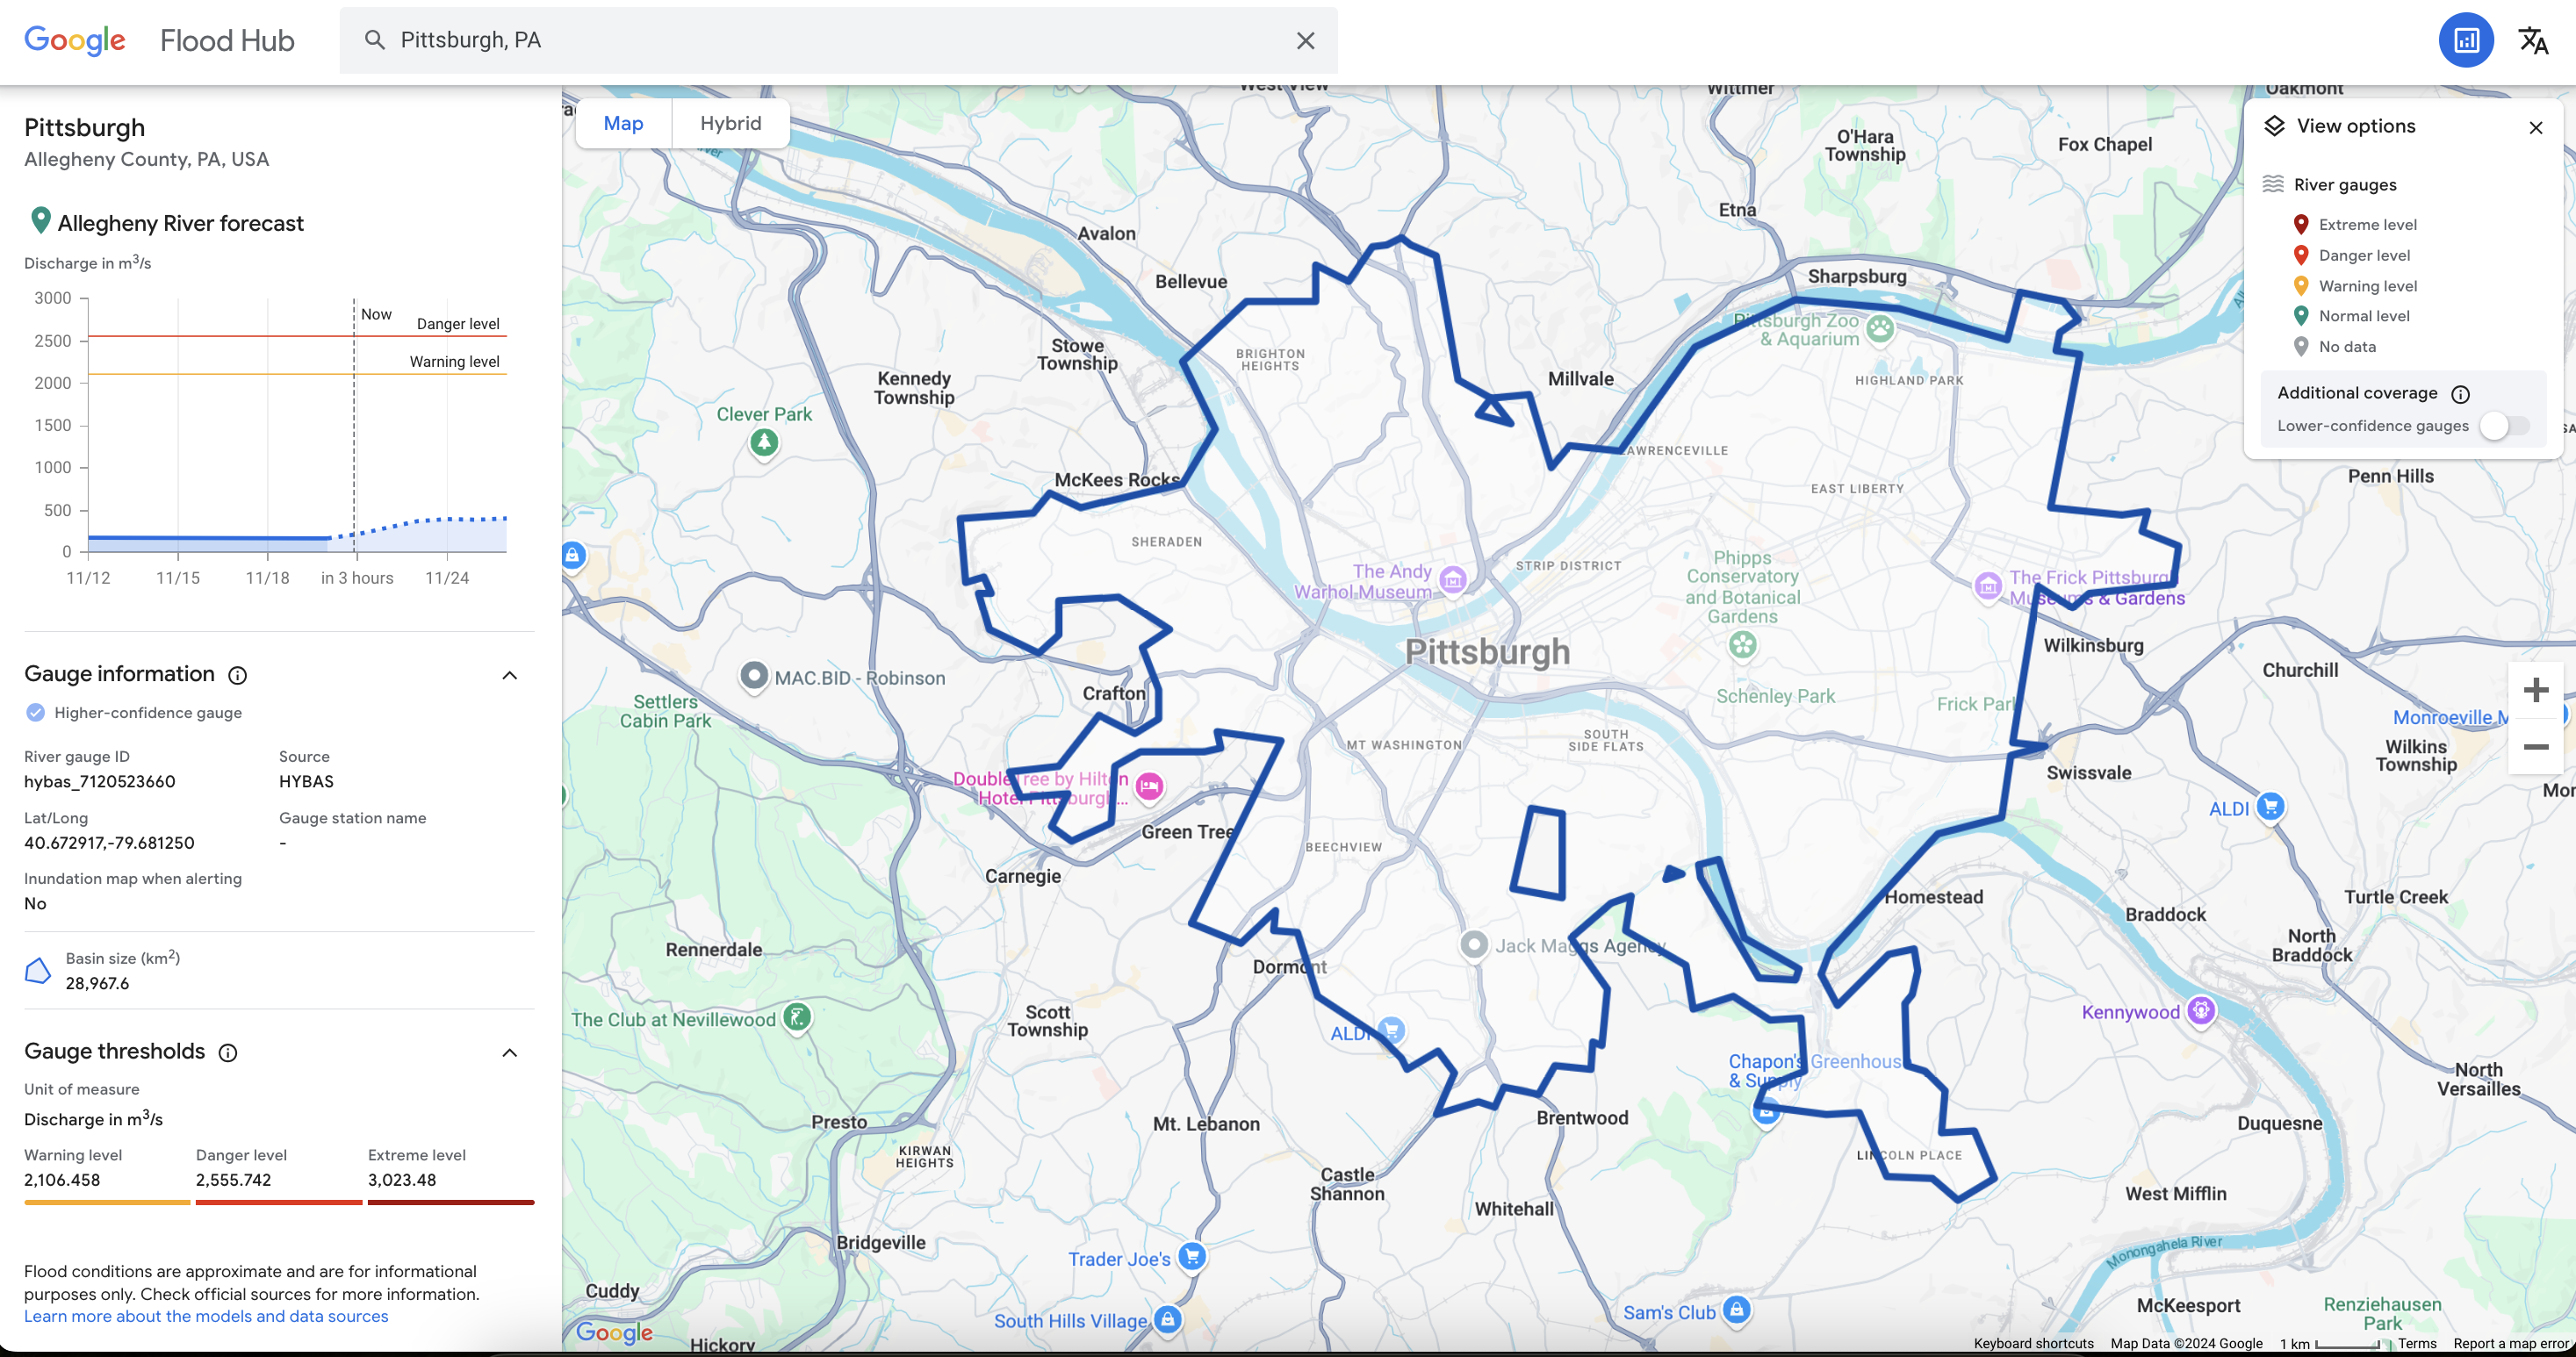 Google Flood Hub
Pittsburgh, PA
Pittsburgh
Allegheny County, PA, USA
Allegheny River forecast
Discharge in m³/s
3000
2500
2000
1500
1000
500
0
Now
Danger level
Warning level
11/12
11/15
11/18
in 3 hours
11/24
Gauge information
Higher-confidence gauge
River gauge ID
hybas_7120523660
Source
HYBAS
Lat/Long
40.672917,-79.681250
Gauge station name
-
Inundation map when alerting
No
Basin size (km²)
28,967.6
Gauge thresholds
Unit of measure
Discharge in m³/s
Warning level
2,106.458
Danger level
2,555.742
Extreme level
3,023.48
Flood conditions are approximate and are for informational
purposes only. Check official sources for more information.
Learn more about the models and data sources
Map
Hybrid
View options
River gauges
Extreme level
Danger level
Warning level
Normal level
No data
Additional coverage
Lower-confidence gauges
West View
Wittmer
Oakmont
O'Hara
Township
Fox Chapel
Etna
Avalon
Bellevue
Sharpsburg
Pittsburgh Zoo
& Aquarium
BRIGHTON
HEIGHTS
Stowe
Township
Kennedy
Township
Millvale
HIGHLAND PARK
Clever Park
LAWRENCEVILLE
McKees Rocks
EAST LIBERTY
Penn Hills
SHERADEN
STRIP DISTRICT
The Andy
Warhol Museum
Phipps
Conservatory
and Botanical
Gardens
The Frick Pittsburgh
Museums & Gardens
Pittsburgh
Wilkinsburg
Churchill
MAC.BID - Robinson
Crafton
Settlers
Cabin Park
Schenley Park
Frick Park
Monroeville M
MT WASHINGTON
SOUTH
SIDE FLATS
Wilkins
Township
Swissvale
DoubleTree by Hilton
Hotel Pittsburgh...
Mon
ALDI
Green Tree
BEECHVIEW
Carnegie
Homestead
Turtle Creek
Braddock
North
Braddock
Rennerdale
Jack Maggs Agency
Dormont
The Club at Nevillewood
Scott
Township
ALDI
Kennywood
Chapon's Greenhouse
& Supply
North
Versailles
Presto
Mt. Lebanon
Brentwood
Duquesne
KIRWAN
HEIGHTS
LINCOLN PLACE
Castle
Shannon
West Mifflin
Whitehall
Bridgeville
Monongahela River
Trader Joe's
Cuddy
South Hills Village
Sam's Club
McKeesport
Renziehausen
Park
Hickory
Google
Keyboard shortcuts
Map Data ©2024 Google
1 km
Terms
Report a map error